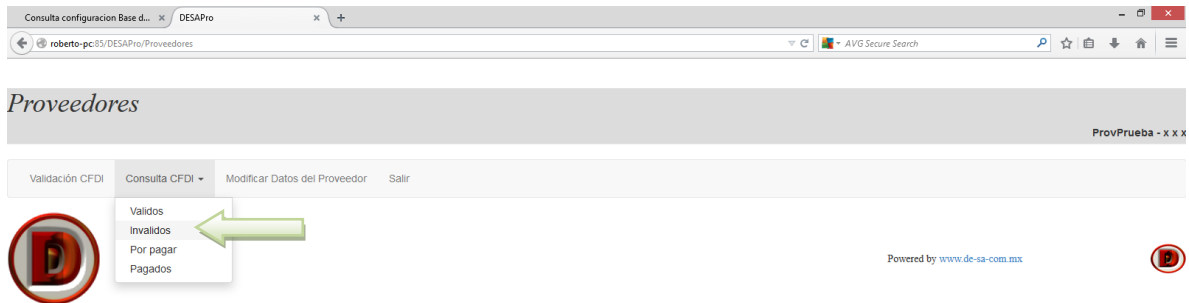 Consulta configuracion Base d... × DESAPro × +
roberto-pc:85/DESAPro/Proveedores AVG Secure Search
Proveedores
ProvPrueba - x x x
Validación CFDI Consulta CFDI Modificar Datos del Proveedor Salir
Validos
Invalidos
Por pagar
Pagados
D
Powered by www.de-sa-com.mx
D